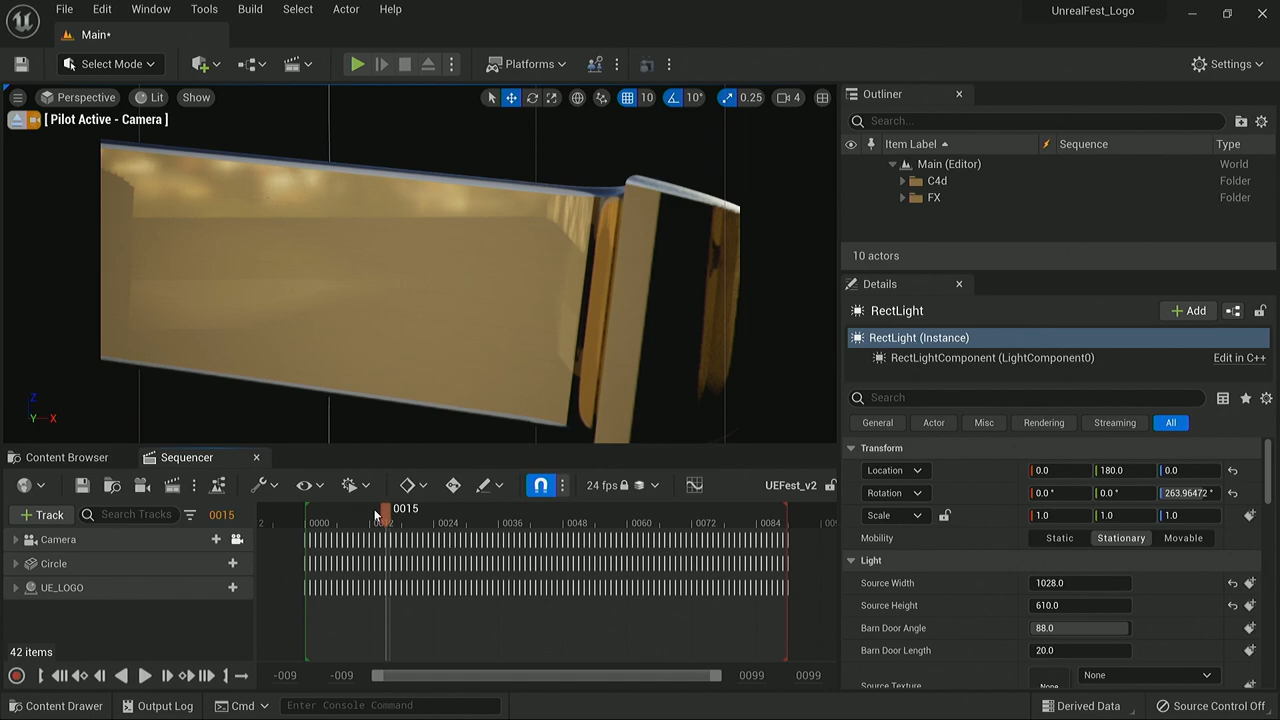 File Edit Window Tools Build Select Actor Help
UnrealFest_Logo
Main*
Select Mode
Platforms
Settings
Perspective Lit Show
10 10° 0.25 4
[ Pilot Active - Camera ]
Z
Y X
Outliner
Search...
Item Label Sequence Type
Main (Editor) World
C4d Folder
FX Folder
10 actors
Details
RectLight
Add
RectLight (Instance)
RectLightComponent (LightComponent0) Edit in C++
Search
General Actor Misc Rendering Streaming All
Transform
Location 0.0 180.0 0.0
Rotation 0.0 ° 0.0 ° 263.96472 °
Scale 1.0 1.0 1.0
Mobility Static Stationary Movable
Light
Source Width 1028.0
Source Height 610.0
Barn Door Angle 88.0
Barn Door Length 20.0
Source Texture None None
Content Browser Sequencer
24 fps UEFest_v2
Track Search Tracks 0015
0015
2 0000 0012 0024 0036 0048 0060 0072 0084 009
Camera
Circle
UE_LOGO
42 items
-009 -009 0099 0099
Content Drawer Output Log Cmd Enter Console Command Derived Data Source Control Off